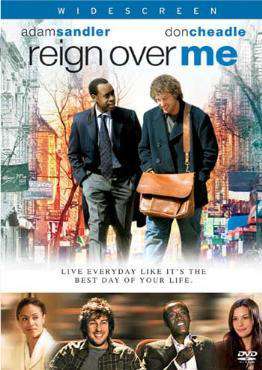 WIDESCREEN
adamsandler doncheadle
reign over me
LIVE EVERYDAY LIKE IT'S THE
BEST DAY OF YOUR LIFE.
DVD